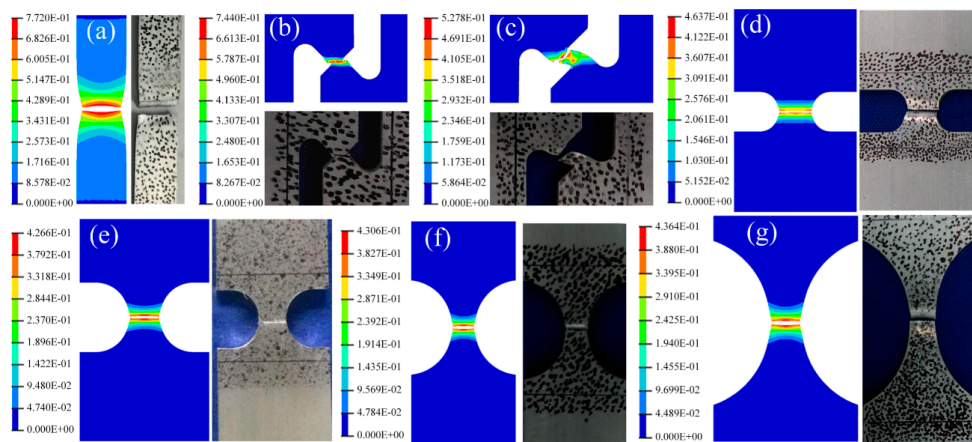 7.720E-01
6.826E-01
6.005E-01
5.147E-01
4.289E-01
3.431E-01
2.573E-01
1.716E-01
8.578E-02
0.000E+00
(a)
7.440E-01
6.613E-01
5.787E-01
4.960E-01
4.133E-01
3.307E-01
2.480E-01
1.653E-01
8.267E-02
0.000E+00
(b)
5.278E-01
4.691E-01
4.105E-01
3.518E-01
2.932E-01
2.346E-01
1.759E-01
1.173E-01
5.864E-02
0.000E+00
(c)
4.637E-01
4.122E-01
3.607E-01
3.091E-01
2.576E-01
2.061E-01
1.546E-01
1.030E-01
5.152E-02
0.000E+00
(d)
4.266E-01
3.792E-01
3.318E-01
2.844E-01
2.370E-01
1.896E-01
1.422E-01
9.480E-02
4.740E-02
0.000E+00
(e)
4.306E-01
3.827E-01
3.349E-01
2.871E-01
2.392E-01
1.914E-01
1.435E-01
9.569E-02
4.784E-02
0.000E+00
(f)
4.364E-01
3.880E-01
3.395E-01
2.910E-01
2.425E-01
1.940E-01
1.455E-01
9.699E-02
4.489E-02
0.000E+00
(g)